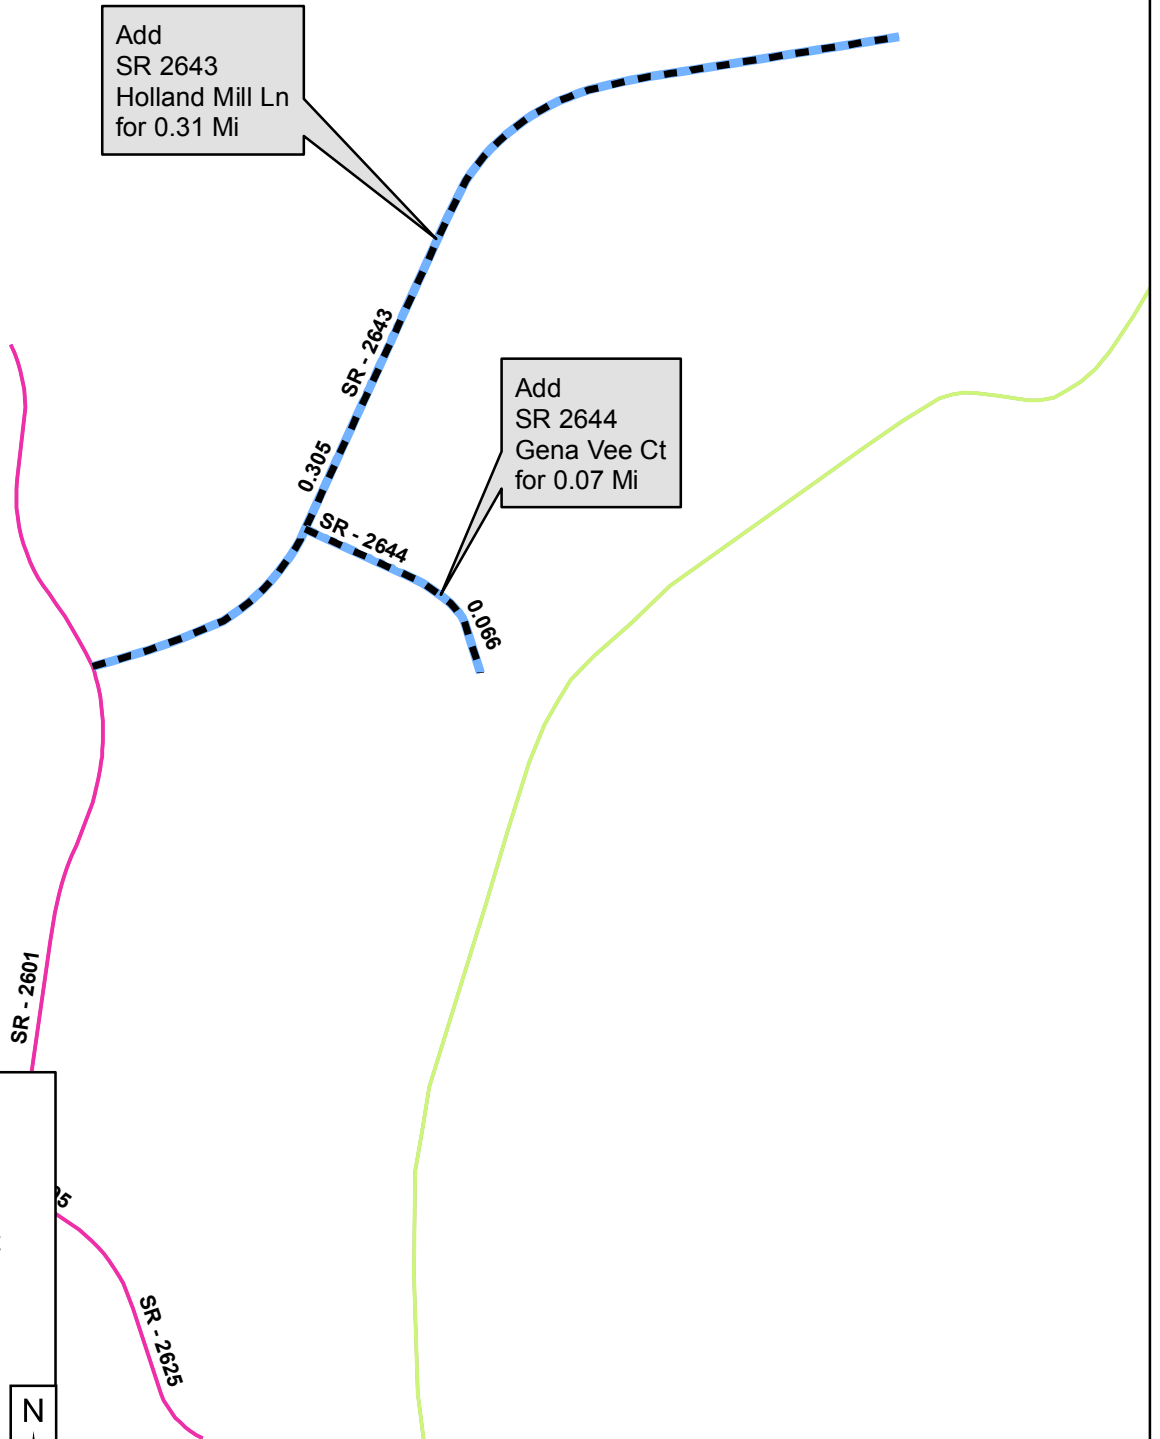 Add
SR 2643
Holland Mill Ln
for 0.31 Mi
SR - 2643
Add
SR 2644
Gena Vee Ct
for 0.07 Mi
0.305
SR - 2644
0.066
SR - 2601
SR - 2625
N